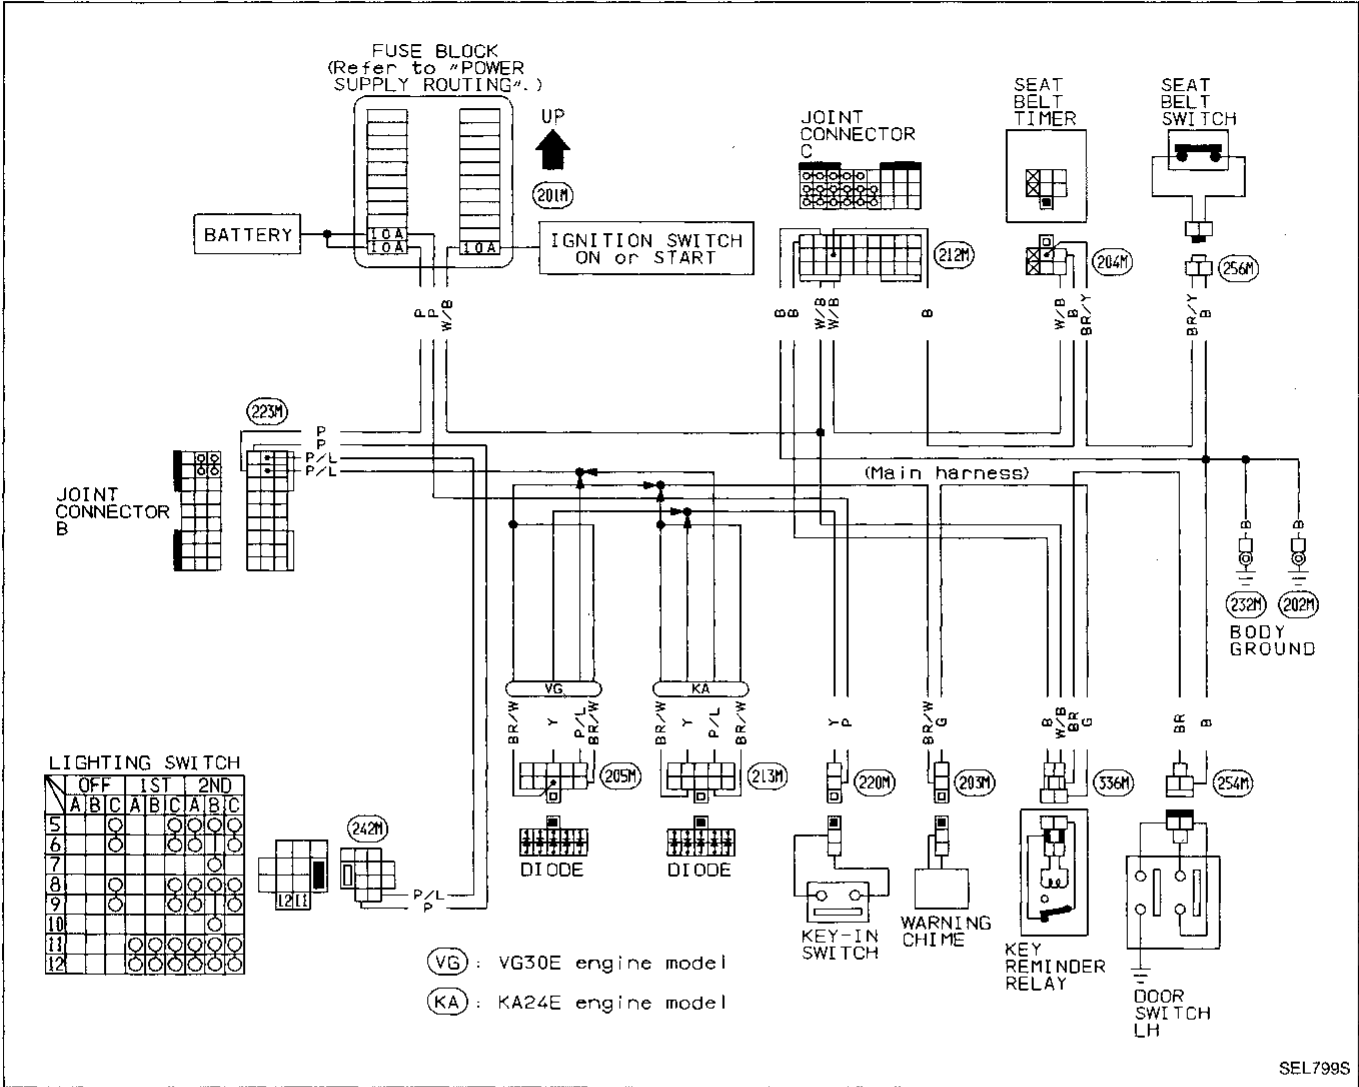 FUSE BLOCK
(Refer to "POWER
SUPPLY ROUTING".)
UP
201M
BATTERY
10A
10A
10A
IGNITION SWITCH
ON or START
JOINT
CONNECTOR
C
212M
SEAT
BELT
TIMER
204M
SEAT
BELT
SWITCH
256M
P
P
W/B
B
B
W/B
W/B
B
W/B
B
BR/Y
BR/Y
B
223M
P
P
P/L
P/L
JOINT
CONNECTOR
B
(Main harness)
B
B
232M
202M
BODY
GROUND
VG
KA
BR/W
Y
P/L
BR/W
BR/W
Y
P/L
BR/W
Y
P
BR/W
G
B
W/B
BR
G
BR
B
205M
213M
220M
203M
336M
254M
DIODE
DIODE
KEY-IN
SWITCH
WARNING
CHIME
KEY
REMINDER
RELAY
DOOR
SWITCH
LH
LIGHTING SWITCH
OFF 1ST 2ND
A B C A B C A B C
5
6
7
8
9
10
11
12
242M
12 11
P/L
P
VG : VG30E engine model
KA : KA24E engine model
SEL799S